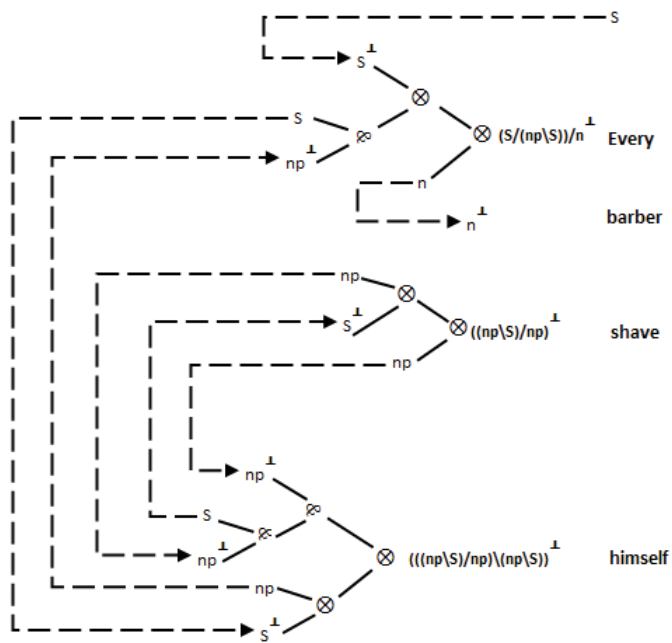 S
S⊥
⊗
S
⅋
⊗ (S/(np\S))/n⊥ Every
np⊥
n
n⊥ barber
np
⊗
S⊥
⊗ ((np\S)/np)⊥ shave
np
np⊥
S
⅋
⅋
np⊥
⊗ (((np\S)/np)\(np\S))⊥ himself
np
⊗
S⊥